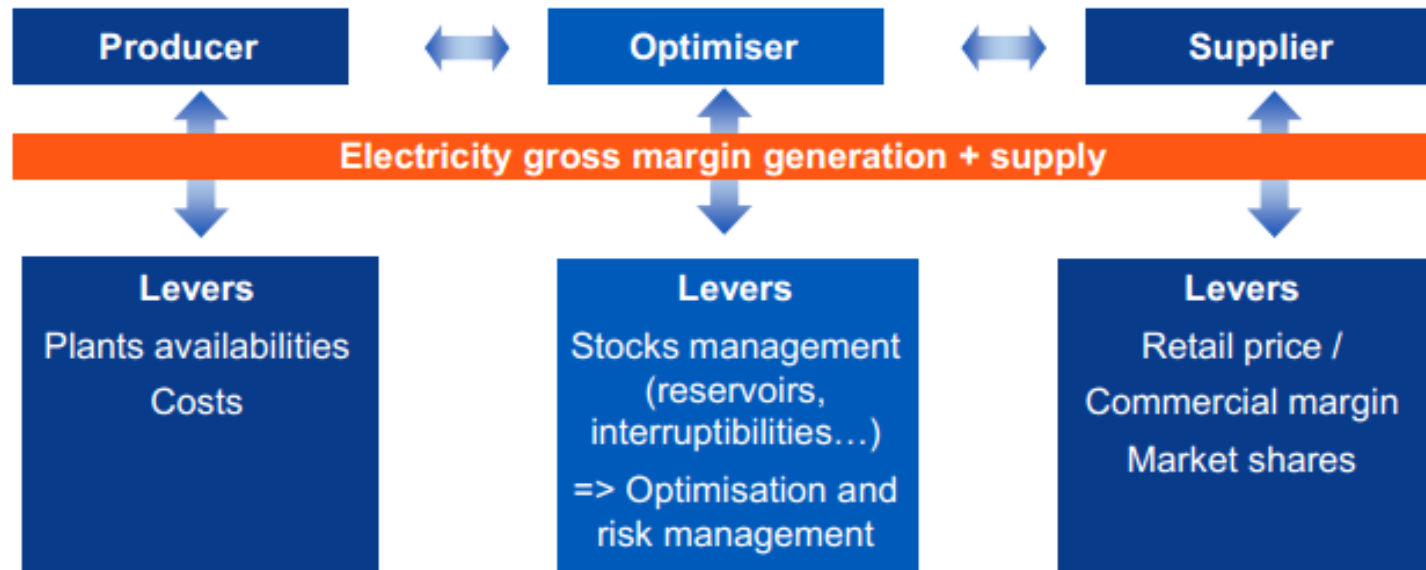 Producer
Optimiser
Supplier
Electricity gross margin generation + supply
Levers
Plants availabilities
Costs
Levers
Stocks management
(reservoirs,
interruptibilities…)
=> Optimisation and
risk management
Levers
Retail price /
Commercial margin
Market shares